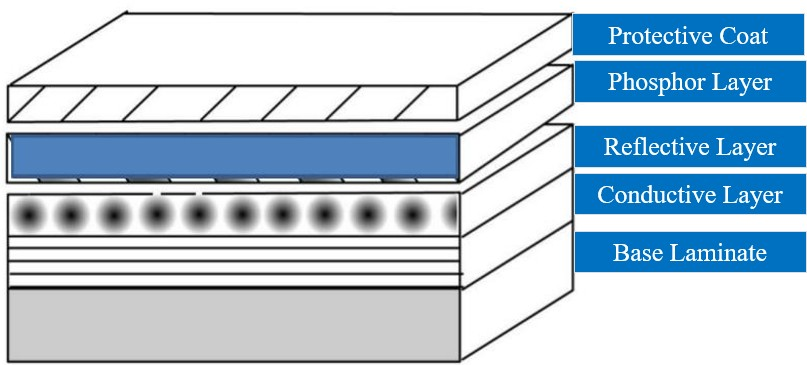 Protective Coat
Phosphor Layer
Reflective Layer
Conductive Layer
Base Laminate